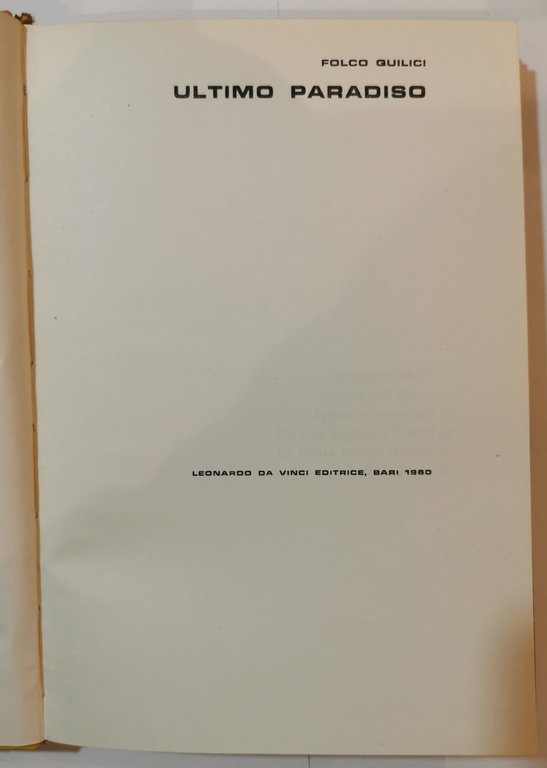 FOLCO QUILICI
ULTIMO PARADISO
LEONARDO DA VINCI EDITRICE, BARI 1960